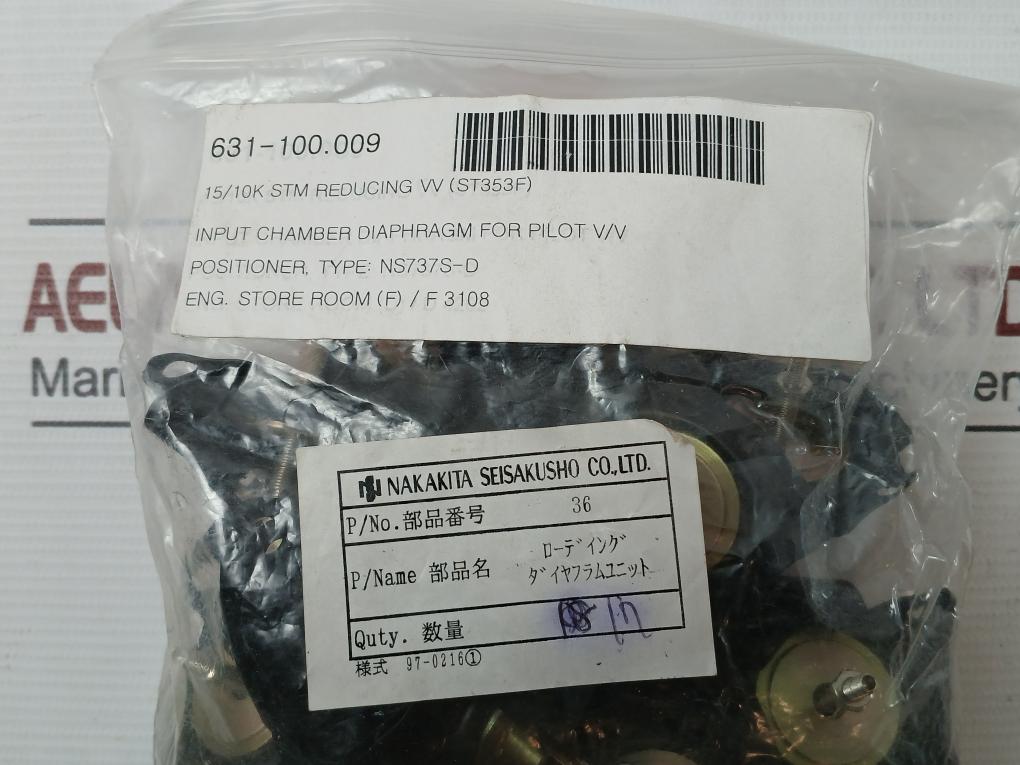 631-100.009
15/10K STM REDUCING VV (ST353F)
INPUT CHAMBER DIAPHRAGM FOR PILOT V/V
POSITIONER, TYPE: NS737S-D
ENG. STORE ROOM (F) / F 3108
NAKAKITA SEISAKUSHO CO.,LTD.
P/No.部品番号 36
P/Name 部品名 ローディング
ダイヤフラムユニット
Quty. 数量
様式 97-0216①